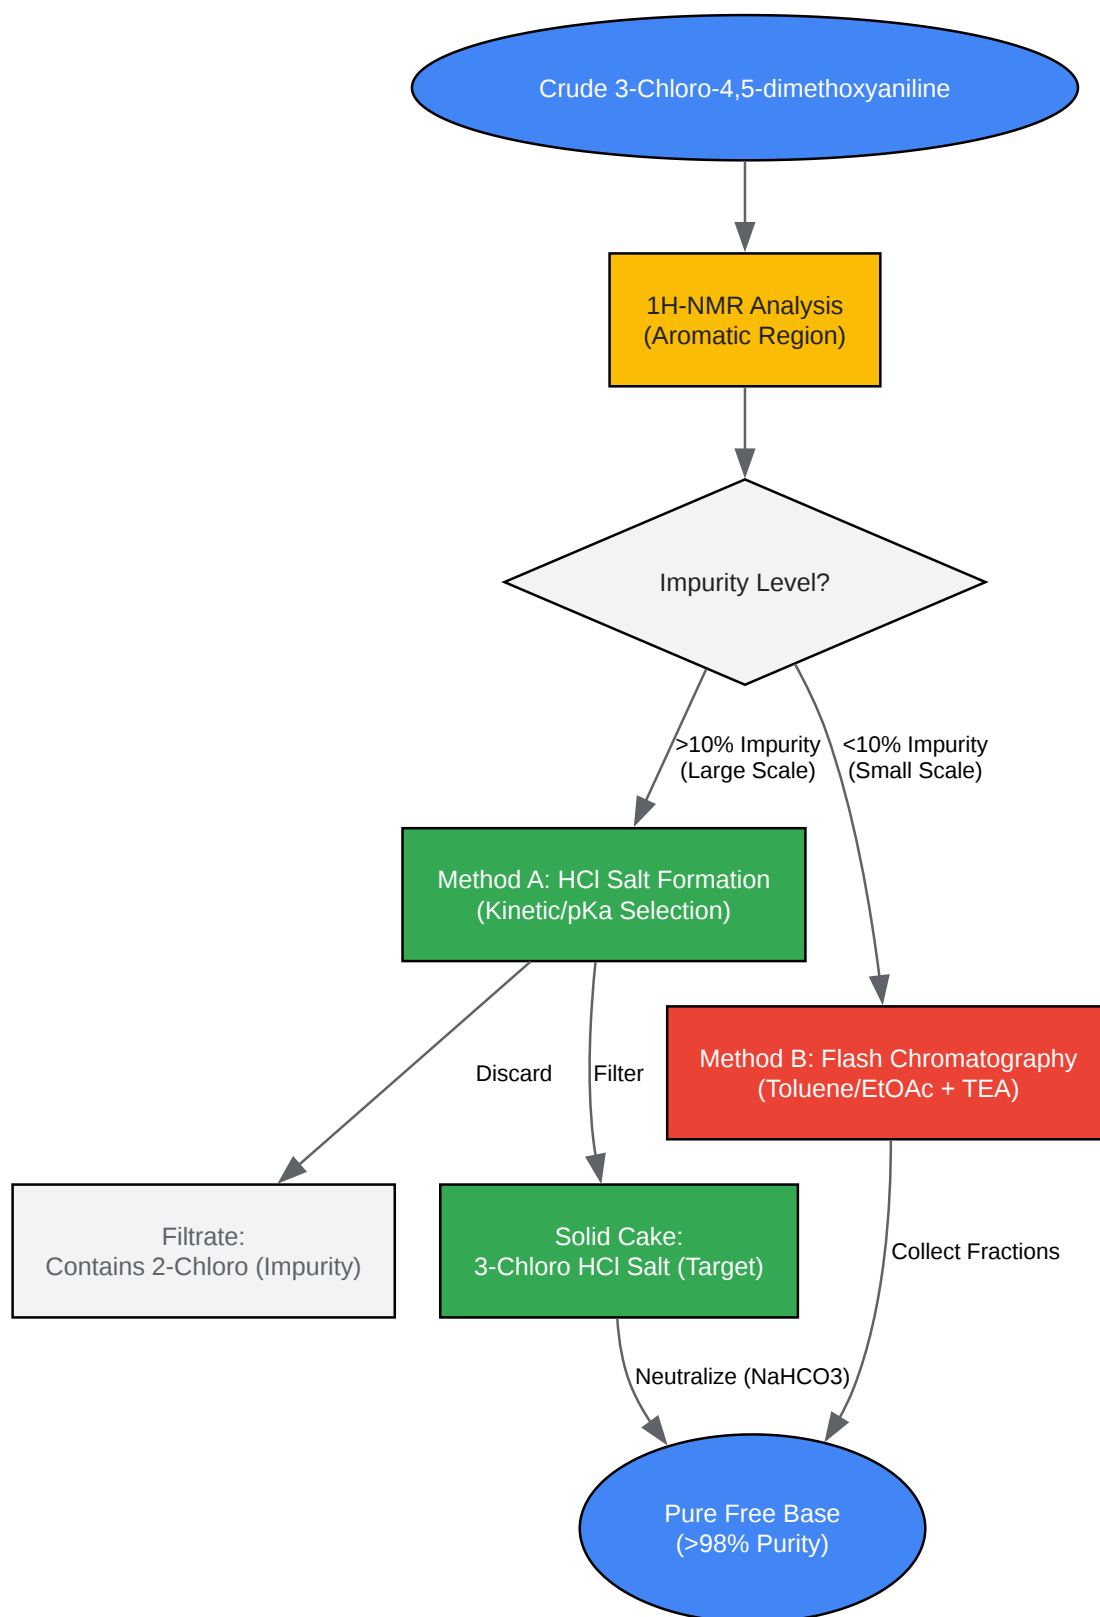 Crude 3-Chloro-4,5-dimethoxyaniline
1H-NMR Analysis
(Aromatic Region)
Impurity Level?
>10% Impurity
(Large Scale)
<10% Impurity
(Small Scale)
Method A: HCl Salt Formation
(Kinetic/pKa Selection)
Method B: Flash Chromatography
(Toluene/EtOAc + TEA)
Discard
Filter
Filtrate:
Contains 2-Chloro (Impurity)
Solid Cake:
3-Chloro HCl Salt (Target)
Collect Fractions
Neutralize (NaHCO3)
Pure Free Base
(>98% Purity)